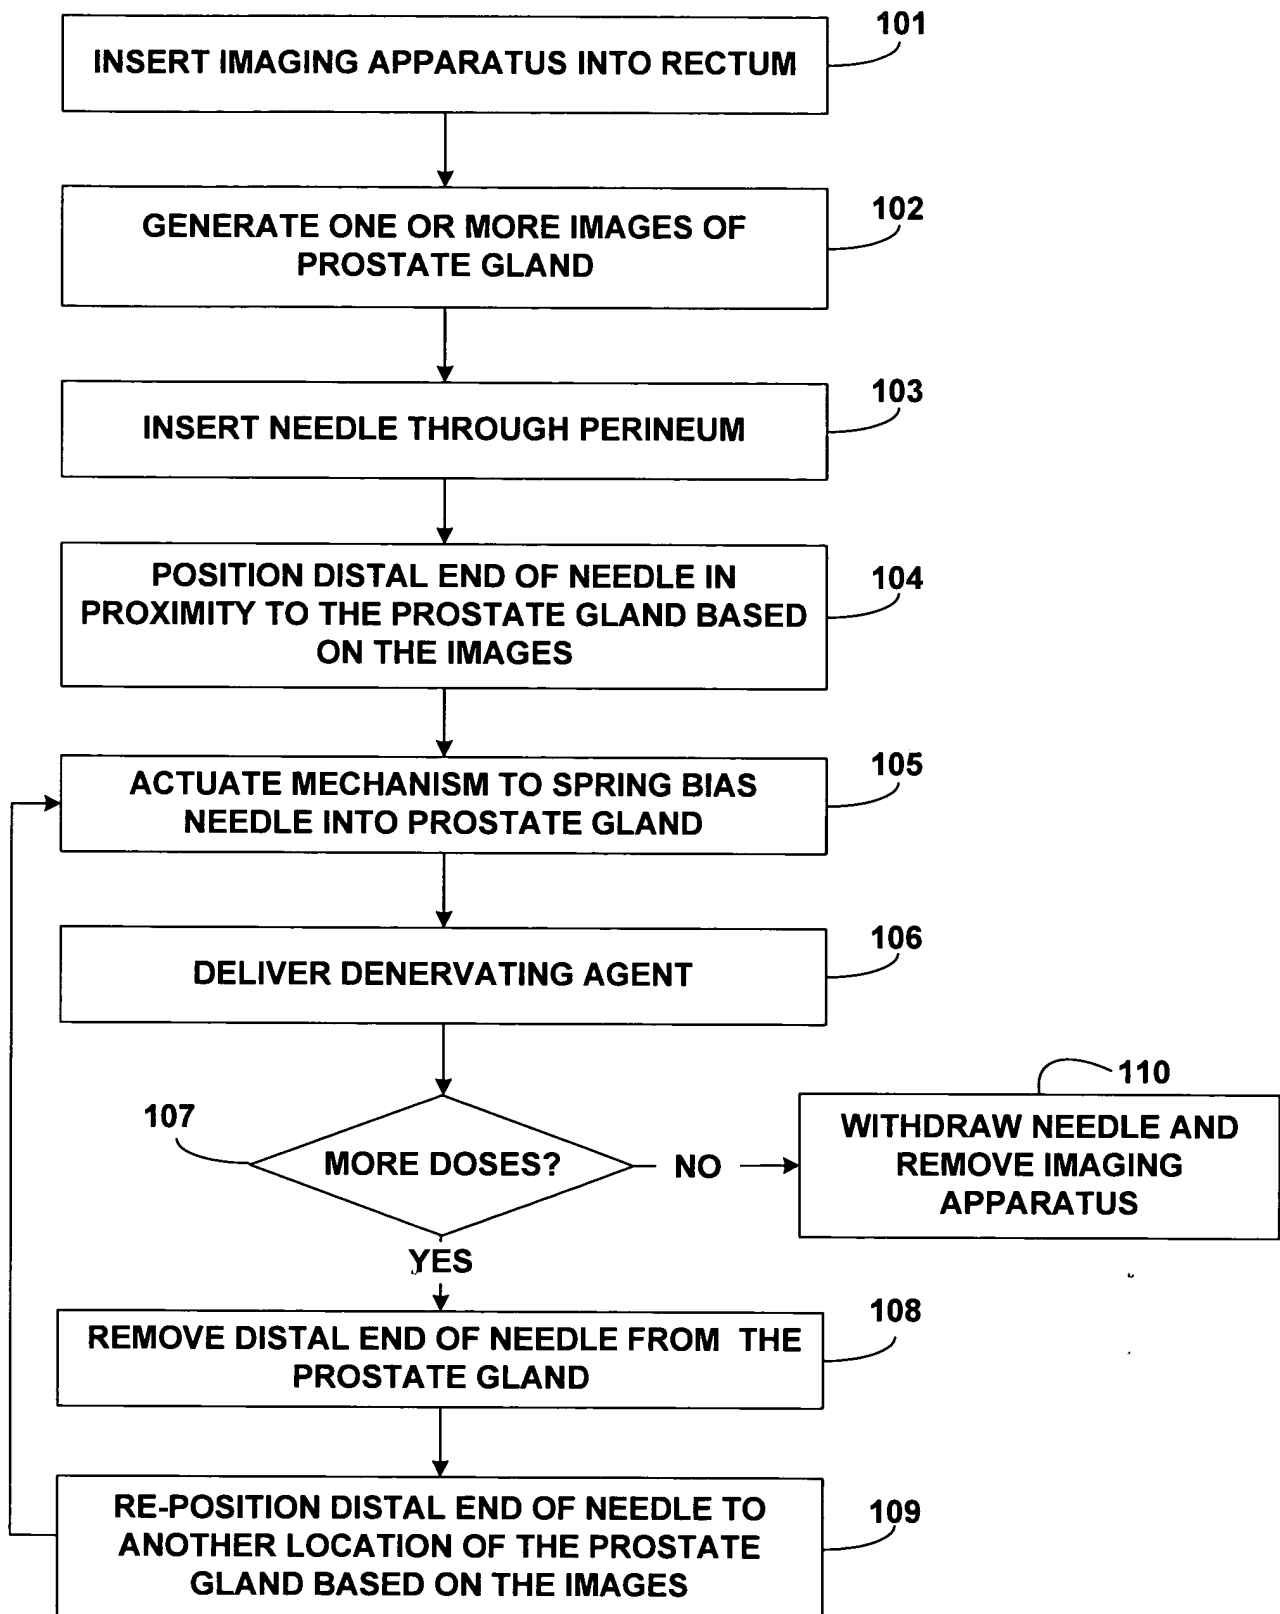 101
INSERT IMAGING APPARATUS INTO RECTUM
102
GENERATE ONE OR MORE IMAGES OF
PROSTATE GLAND
103
INSERT NEEDLE THROUGH PERINEUM
104
POSITION DISTAL END OF NEEDLE IN
PROXIMITY TO THE PROSTATE GLAND BASED
ON THE IMAGES
105
ACTUATE MECHANISM TO SPRING BIAS
NEEDLE INTO PROSTATE GLAND
106
DELIVER DENERVATING AGENT
107
MORE DOSES?
NO
110
WITHDRAW NEEDLE AND
REMOVE IMAGING
APPARATUS
YES
108
REMOVE DISTAL END OF NEEDLE FROM THE
PROSTATE GLAND
109
RE-POSITION DISTAL END OF NEEDLE TO
ANOTHER LOCATION OF THE PROSTATE
GLAND BASED ON THE IMAGES